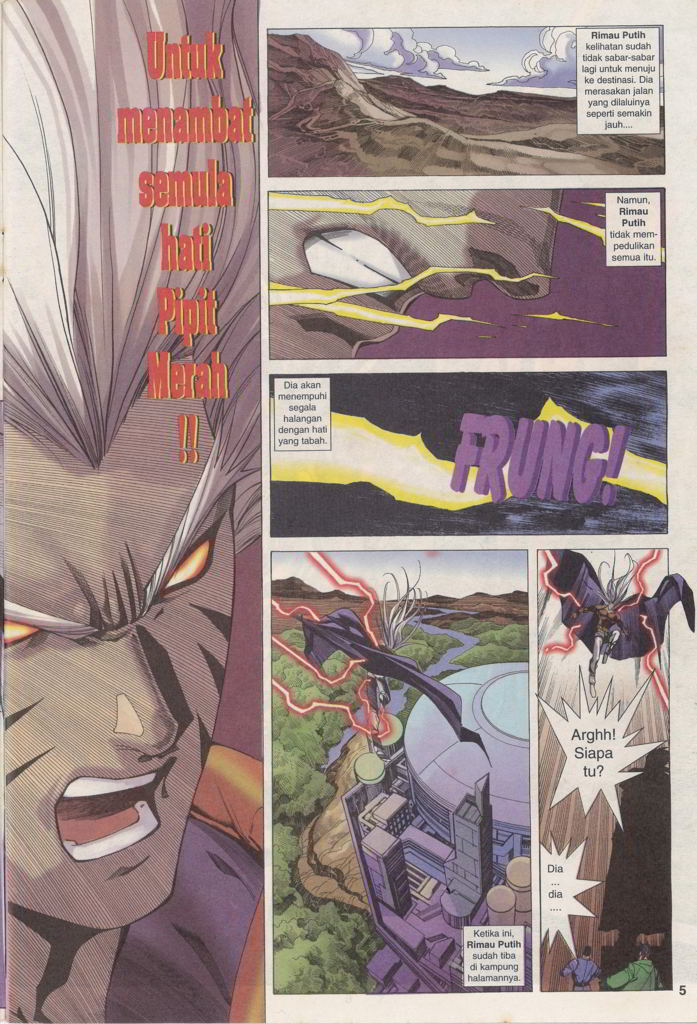 Untuk
menambat
semula
hati
Pipit
Merah
!!
Rimau Putih
kelihatan sudah
tidak sabar-sabar
lagi untuk menuju
ke destinasi. Dia
merasakan jalan
yang dilaluinya
seperti semakin
jauh....
Namun,
Rimau
Putih
tidak mem-
pedulikan
semua itu.
Dia akan
menempuhi
segala
halangan
dengan hati
yang tabah.
FRUNG!
Ketika ini,
Rimau Putih
sudah tiba
di kampung
halamannya.
Arghh!
Siapa
tu?
Dia
...
dia
....
5